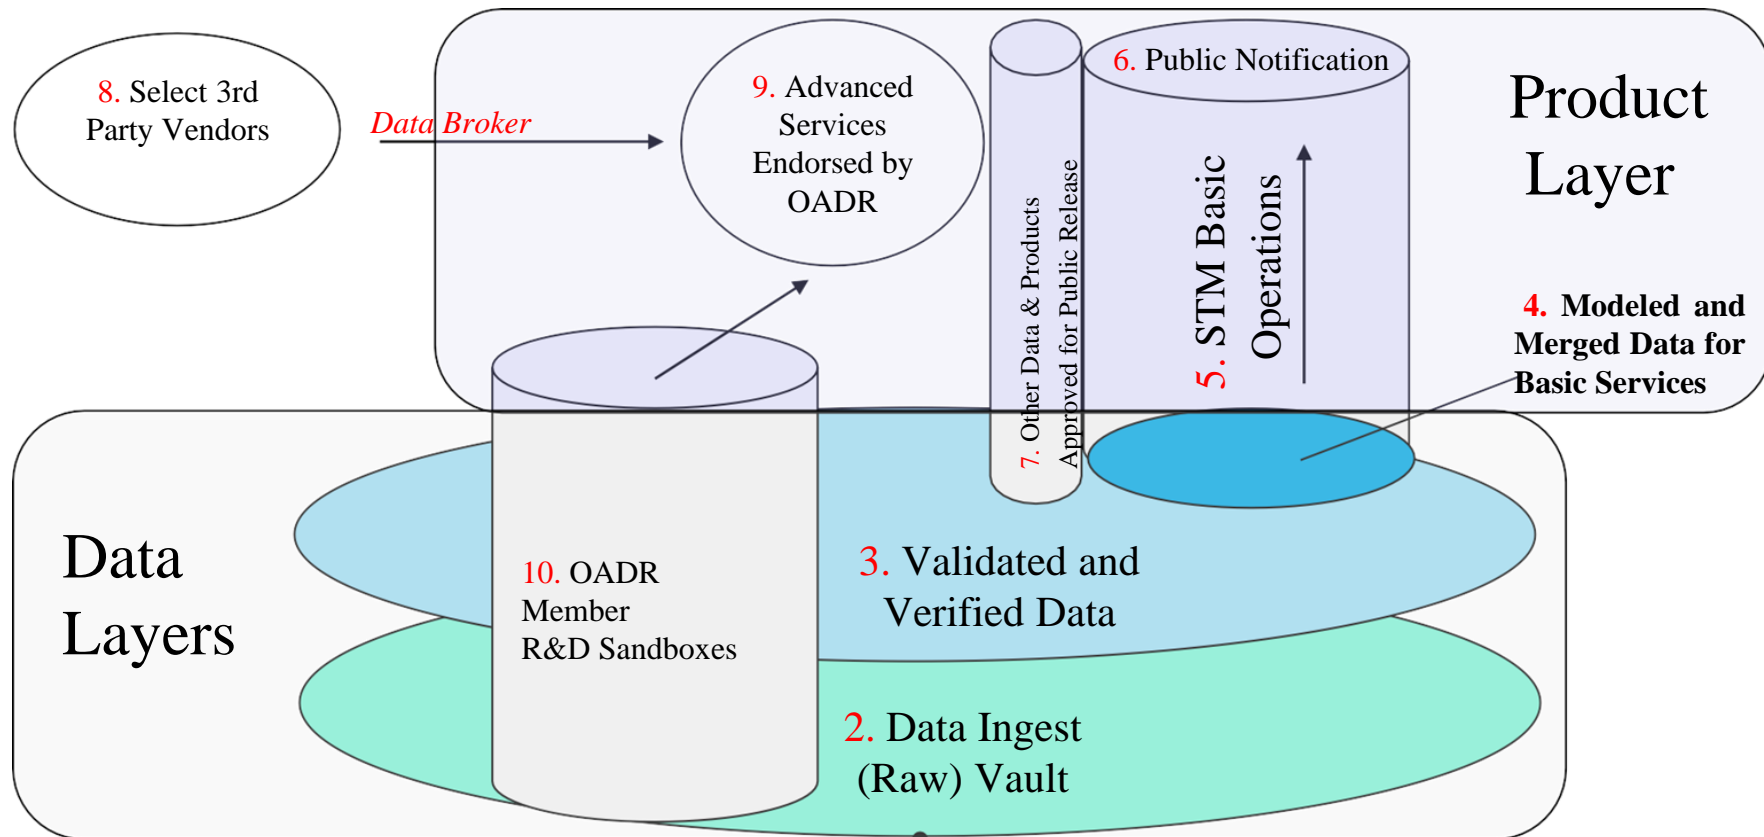 8. Select 3rd
Party Vendors
Data Broker
9. Advanced
Services
Endorsed by
OADR
6. Public Notification
Product
Layer
7. Other Data & Products
Approved for Public Release
5. STM Basic
Operations
4. Modeled and
Merged Data for
Basic Services
Data
Layers
10. OADR
Member
R&D Sandboxes
3. Validated and
Verified Data
2. Data Ingest
(Raw) Vault